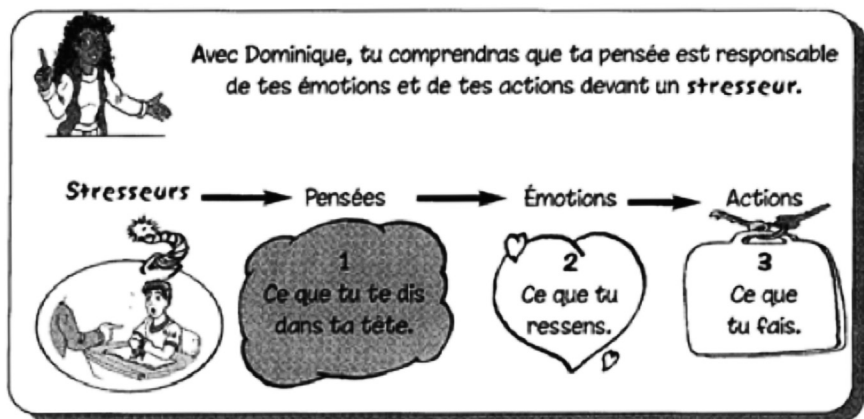 Avec Dominique, tu comprendras que ta pensée est responsable
de tes émotions et de tes actions devant un stresseur.
Stresseurs
Pensées
Émotions
Actions
1
Ce que tu te dis
dans ta tête.
2
Ce que tu
ressens.
3
Ce que
tu fais.